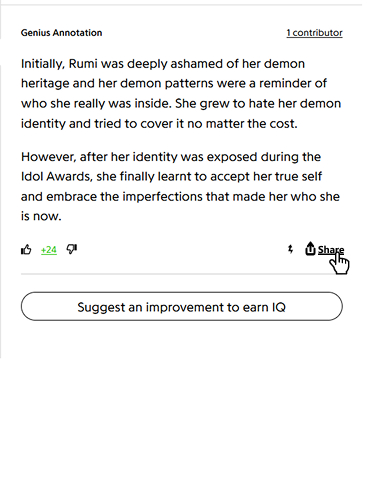 Genius Annotation 1 contributor
Initially, Rumi was deeply ashamed of her demon
heritage and her demon patterns were a reminder of
who she really was inside. She grew to hate her demon
identity and tried to cover it no matter the cost.
However, after her identity was exposed during the
Idol Awards, she finally learnt to accept her true self
and embrace the imperfections that made her who she
is now.
+24 Share
Suggest an improvement to earn IQ